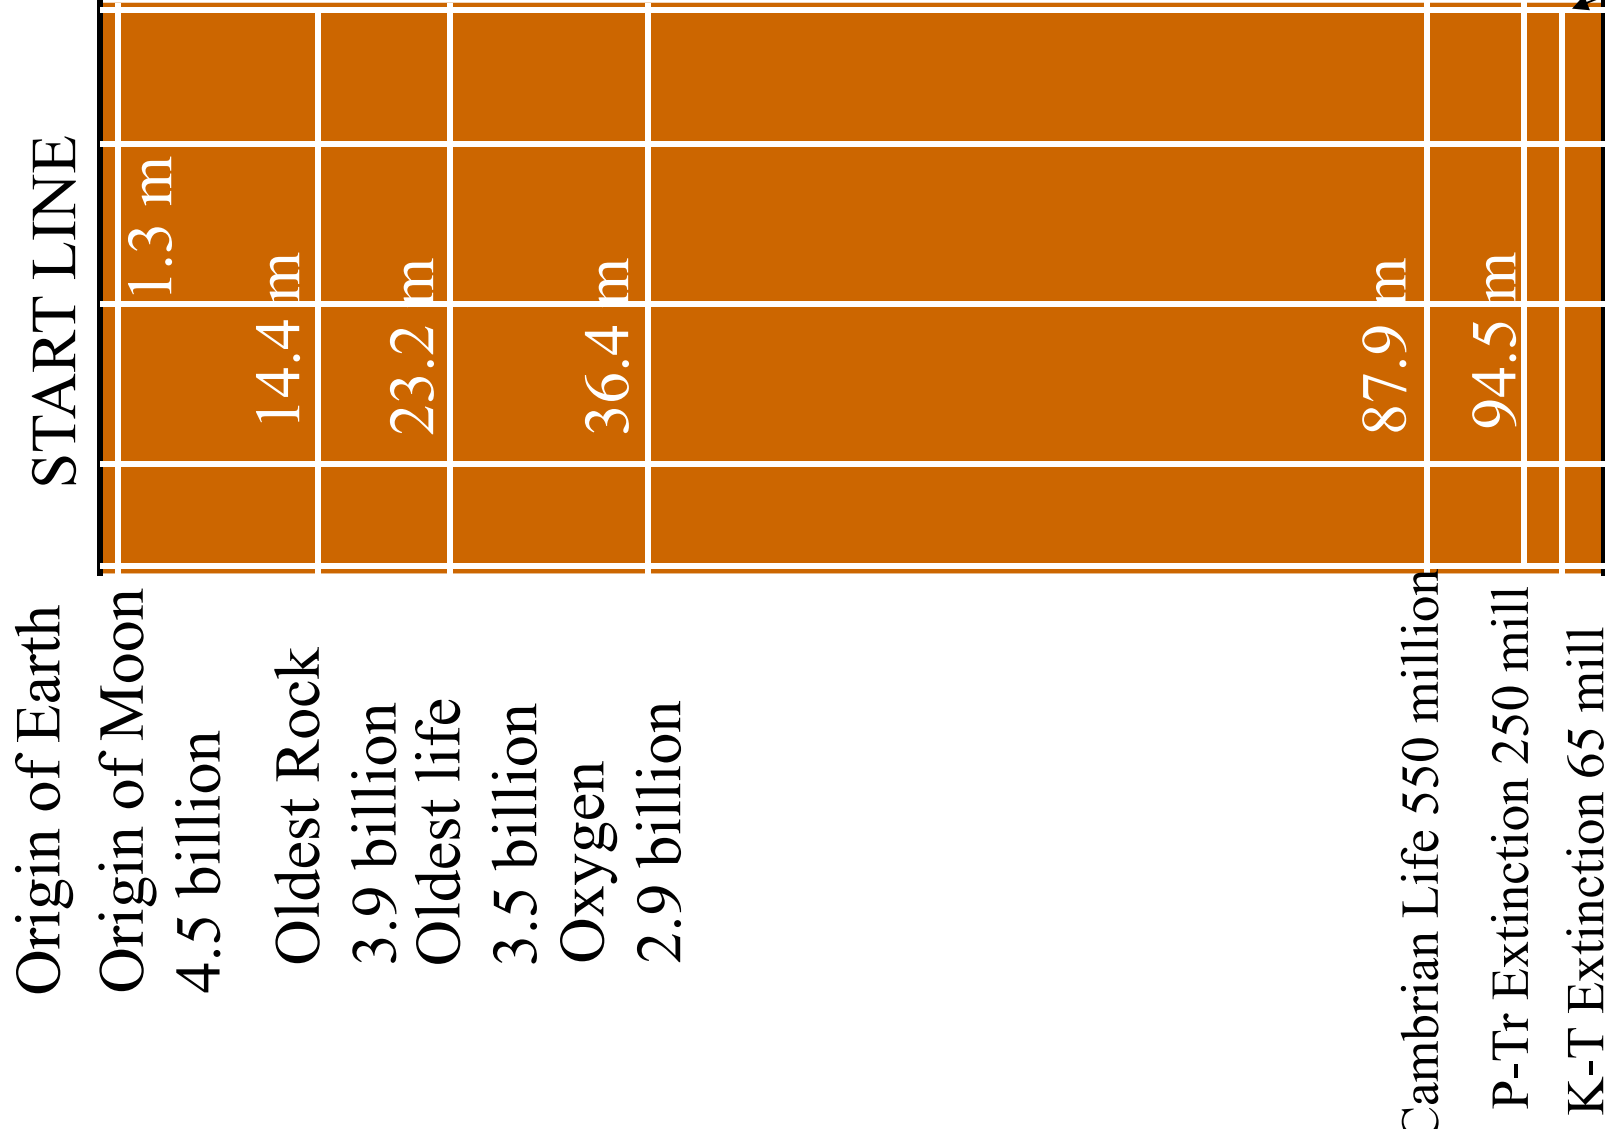 START LINE
1.3 m
14.4 m
23.2 m
36.4 m
87.9 m
94.5 m
Origin of Earth
Origin of Moon
4.5 billion
Oldest Rock
3.9 billion
Oldest life
3.5 billion
Oxygen
2.9 billion
Cambrian Life 550 million
P-Tr Extinction 250 mill
K-T Extinction 65 mill